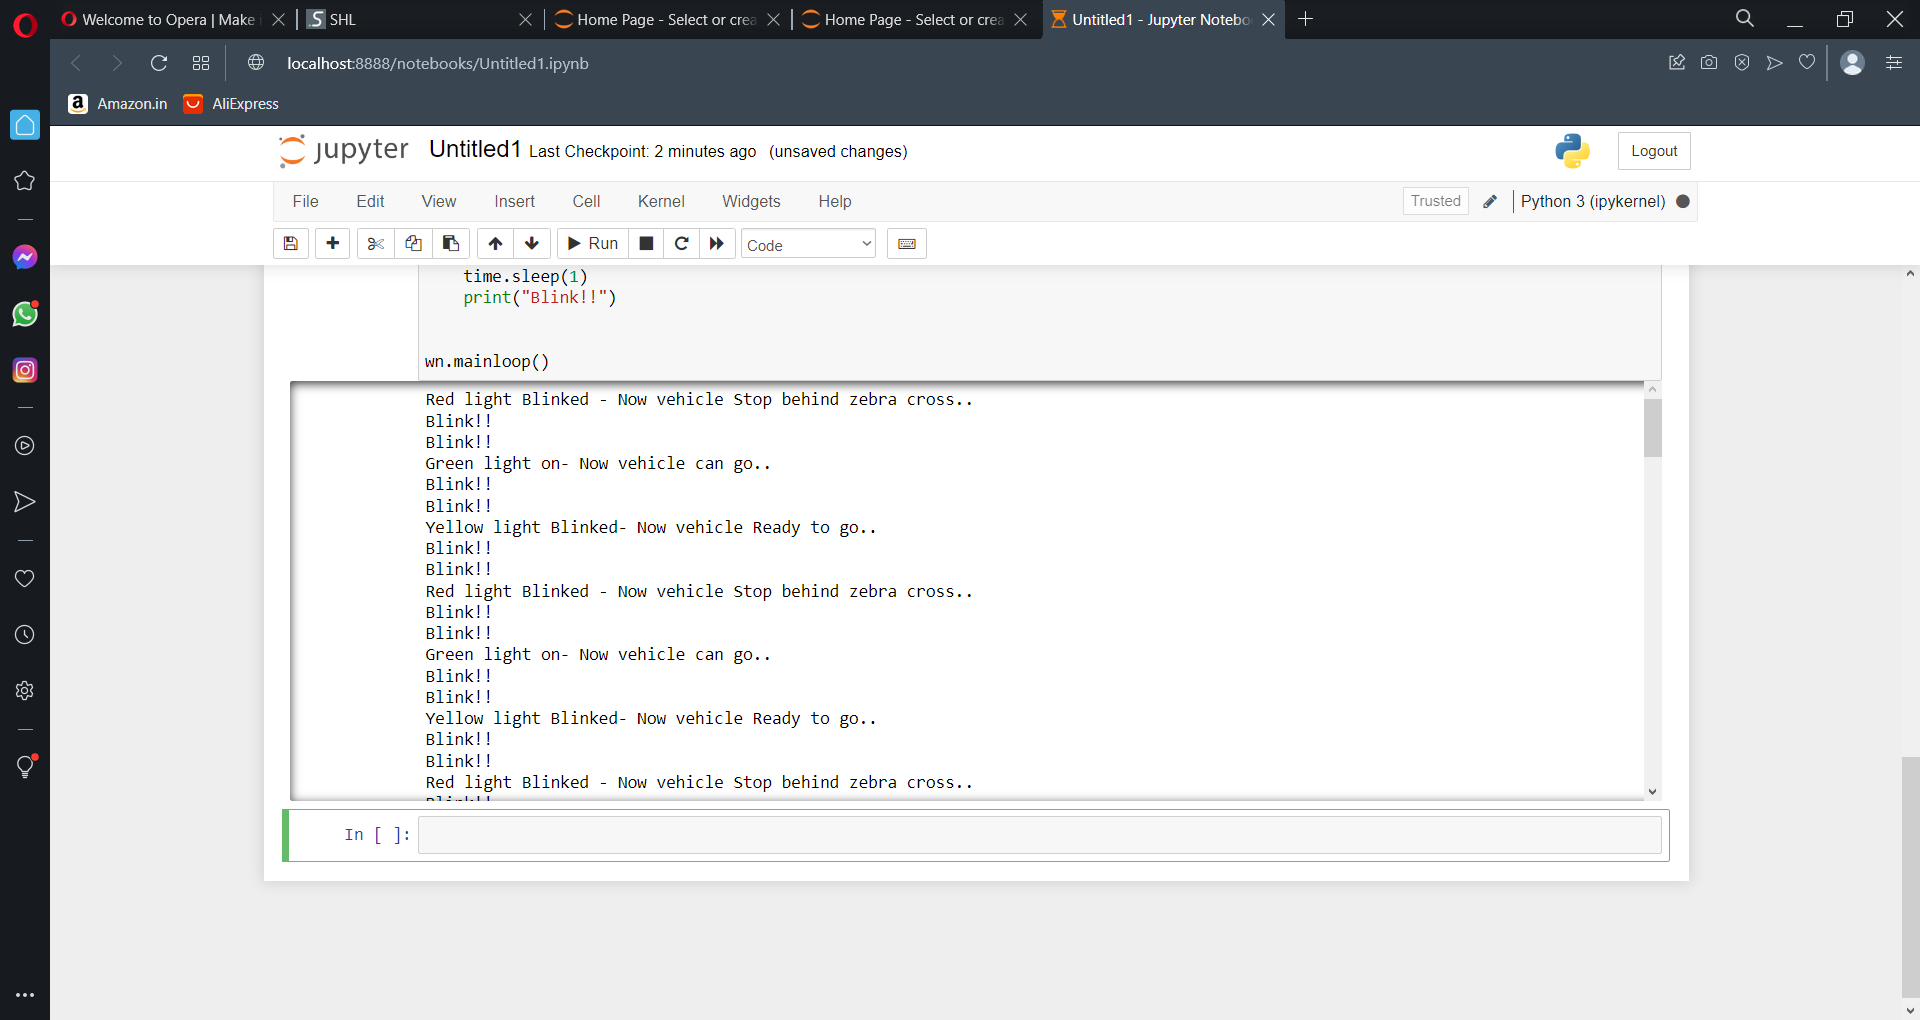 Welcome to Opera | Make
SHL
Home Page - Select or crea
Home Page - Select or crea
Untitled1 - Jupyter Notebo
localhost:8888/notebooks/Untitled1.ipynb
a Amazon.in
AliExpress
jupyter Untitled1 Last Checkpoint: 2 minutes ago (unsaved changes)
Logout
File Edit View Insert Cell Kernel Widgets Help
Trusted
Python 3 (ipykernel)
Run
Code
time.sleep(1)
print("Blink!!")
wn.mainloop()
Red light Blinked - Now vehicle Stop behind zebra cross..
Blink!!
Blink!!
Green light on- Now vehicle can go..
Blink!!
Blink!!
Yellow light Blinked- Now vehicle Ready to go..
Blink!!
Blink!!
Red light Blinked - Now vehicle Stop behind zebra cross..
Blink!!
Blink!!
Green light on- Now vehicle can go..
Blink!!
Blink!!
Yellow light Blinked- Now vehicle Ready to go..
Blink!!
Blink!!
Red light Blinked - Now vehicle Stop behind zebra cross..
In [ ]: